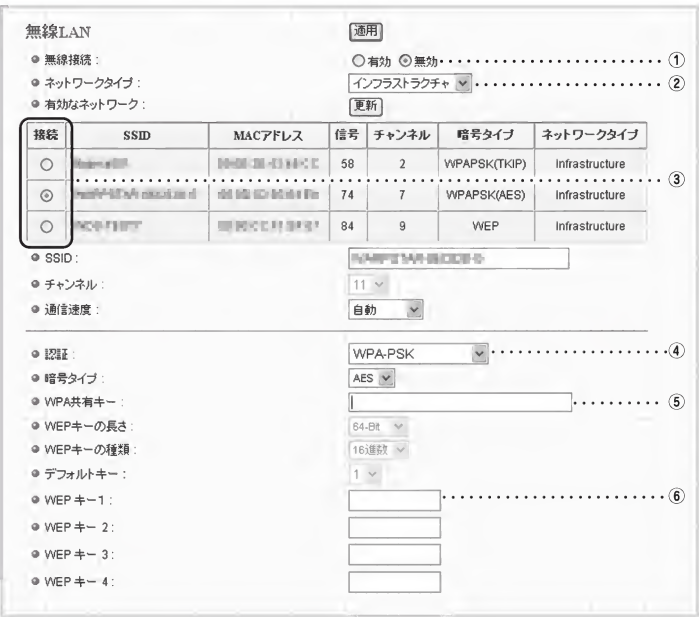 無線LAN 適用
無線接続 : 有効 無効 ①
ネットワークタイプ : インフラストラクチャ ②
有効なネットワーク : 更新
接続 SSID MACアドレス 信号 チャンネル 暗号タイプ ネットワークタイプ
58 2 WPAPSK(TKIP) Infrastructure
③
74 7 WPAPSK(AES) Infrastructure
84 9 WEP Infrastructure
SSID :
チャンネル : 11
通信速度 : 自動
認証 : WPA-PSK ④
暗号タイプ : AES
WPA共有キー : ⑤
WEPキーの長さ : 64-Bit
WEPキーの種類 : 16進数
デフォルトキー : 1
WEP キー1 : ⑥
WEP キー 2 :
WEP キー 3 :
WEP キー 4 :